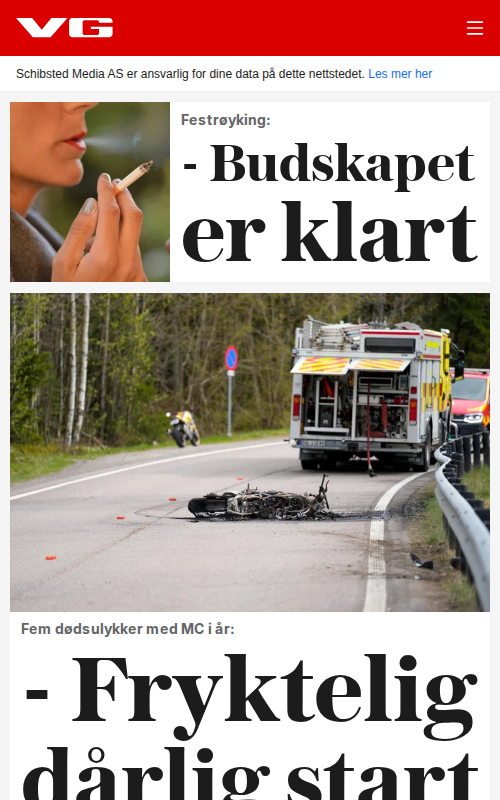 VG
Schibsted Media AS er ansvarlig for dine data på dette nettstedet. Les mer her
Festrøyking:
- Budskapet
er klart
Fem dødsulykker med MC i år:
- Fryktelig
dårlig start